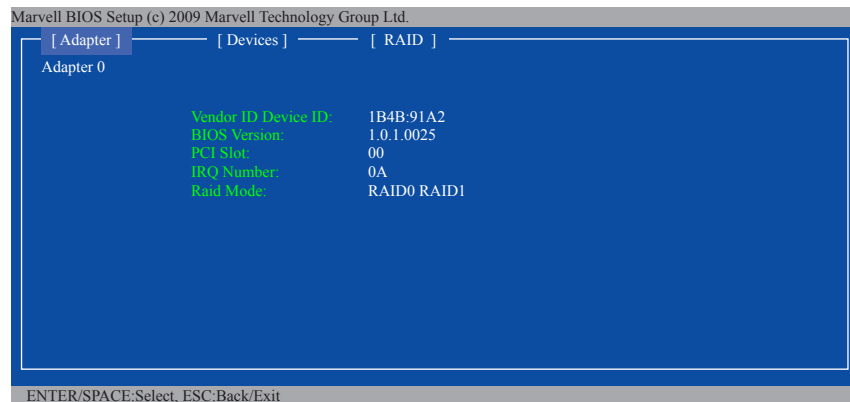 Marvell BIOS Setup (c) 2009 Marvell Technology Group Ltd.
[ Adapter ] [ Devices ] [ RAID ]
Adapter 0
Vendor ID Device ID: 1B4B:91A2
BIOS Version: 1.0.1.0025
PCI Slot: 00
IRQ Number: 0A
Raid Mode: RAID0 RAID1
ENTER/SPACE:Select, ESC:Back/Exit